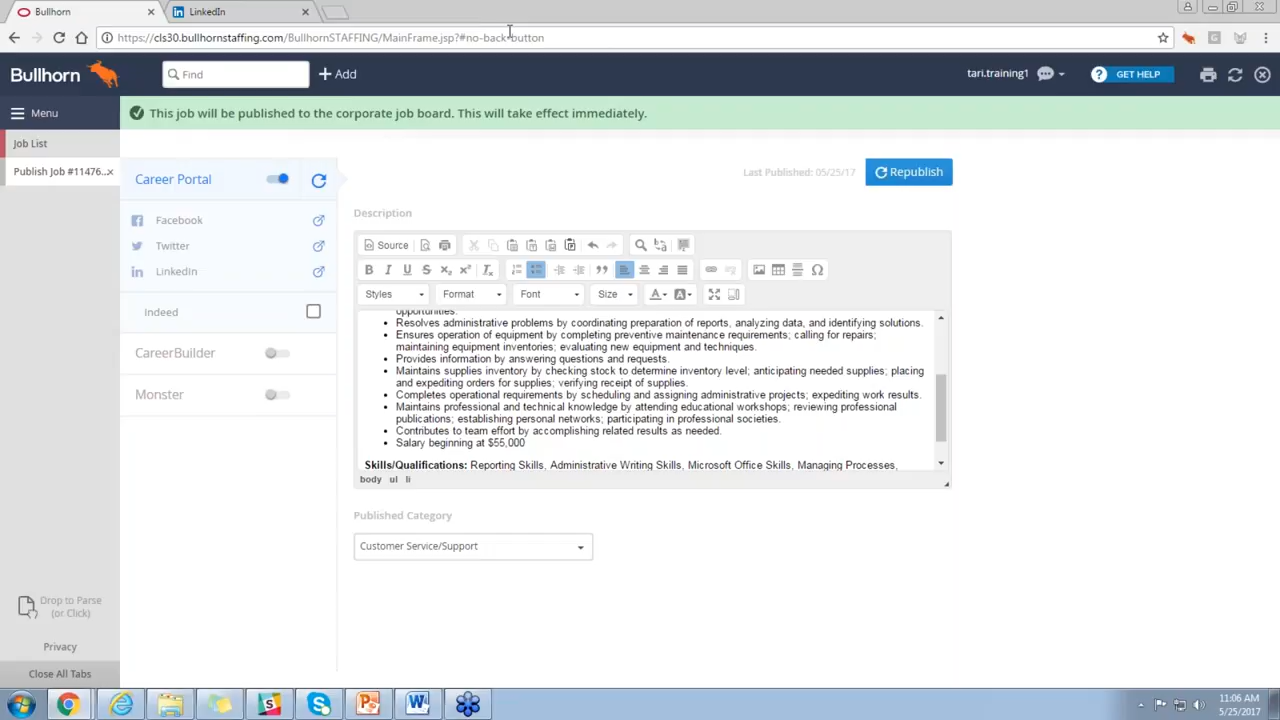 Bullhorn
LinkedIn
https://cls30.bullhornstaffing.com/BullhornSTAFFING/MainFrame.jsp?#no-back-button
Bullhorn
Find
+ Add
tari.training1
? GET HELP
Menu
This job will be published to the corporate job board. This will take effect immediately.
Job List
Publish Job #11476...
Career Portal
Last Published: 05/25/17
Republish
Facebook
Twitter
LinkedIn
Indeed
CareerBuilder
Monster
Description
Source
Styles
Format
Font
Size
opportunities.
Resolves administrative problems by coordinating preparation of reports, analyzing data, and identifying solutions.
Ensures operation of equipment by completing preventive maintenance requirements; calling for repairs;
maintaining equipment inventories; evaluating new equipment and techniques.
Provides information by answering questions and requests.
Maintains supplies inventory by checking stock to determine inventory level; anticipating needed supplies; placing
and expediting orders for supplies; verifying receipt of supplies.
Completes operational requirements by scheduling and assigning administrative projects; expediting work results.
Maintains professional and technical knowledge by attending educational workshops; reviewing professional
publications; establishing personal networks; participating in professional societies.
Contributes to team effort by accomplishing related results as needed.
Salary beginning at $55,000
Skills/Qualifications: Reporting Skills, Administrative Writing Skills, Microsoft Office Skills, Managing Processes,
body ul li
Published Category
Customer Service/Support
Drop to Parse
(or Click)
Privacy
Close All Tabs
11:06 AM
5/25/2017